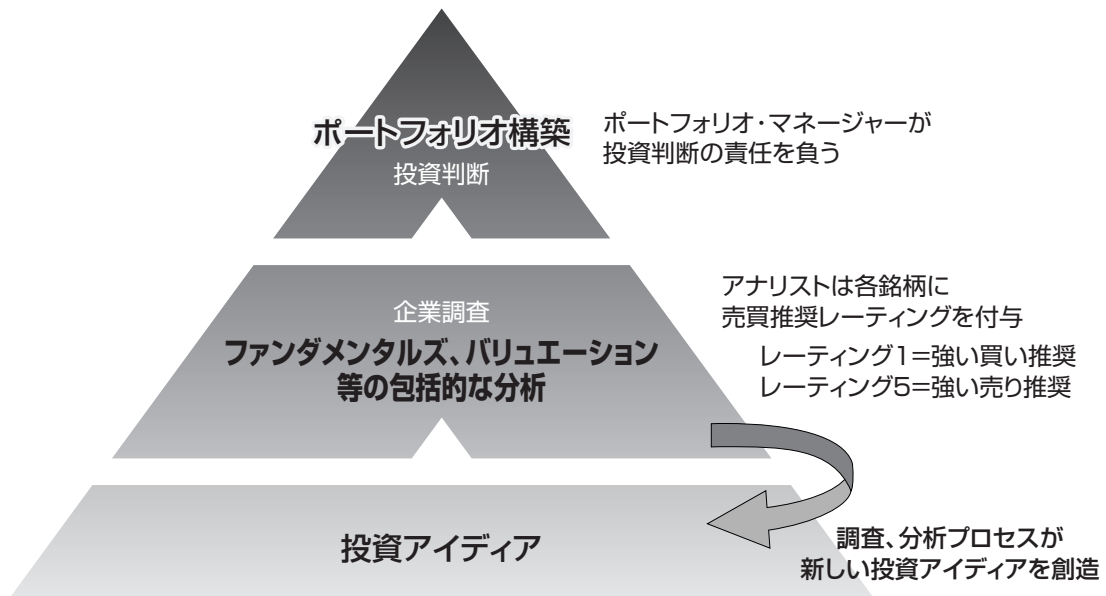 ポートフォリオ構築
投資判断
ポートフォリオ・マネージャーが
投資判断の責任を負う
企業調査
ファンダメンタルズ、バリュエーション
等の包括的な分析
アナリストは各銘柄に
売買推奨レーティングを付与
レーティング1=強い買い推奨
レーティング5=強い売り推奨
投資アイディア
調査、分析プロセスが
新しい投資アイディアを創造